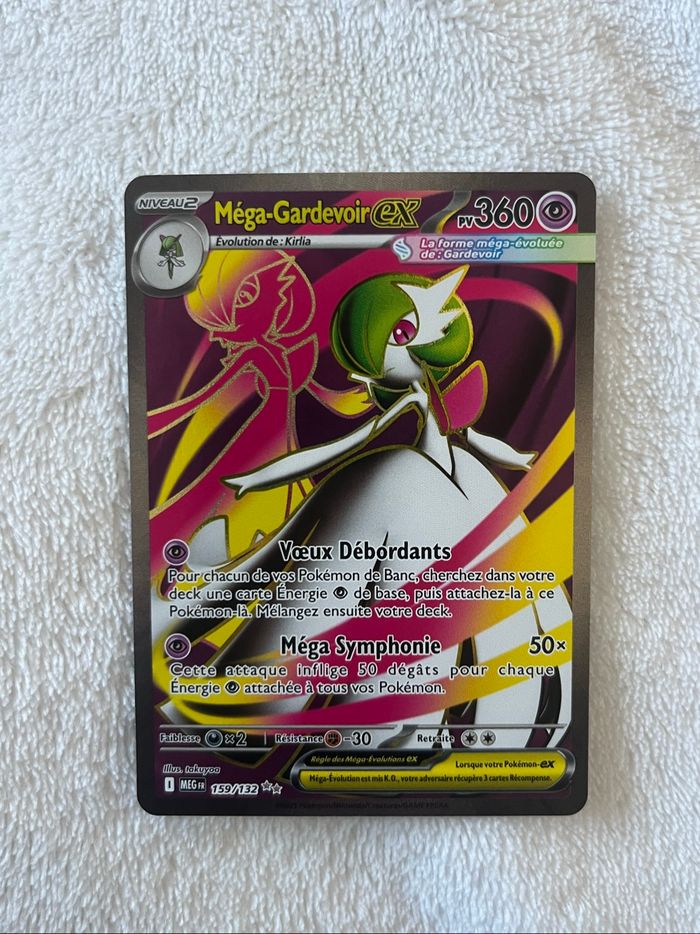 NIVEAU 2 Méga-Gardevoir ex PV 360
Évolution de : Kirlia
La forme méga-évoluée
de : Gardevoir
Vœux Débordants
Pour chacun de vos Pokémon de Banc, cherchez dans votre
deck une carte Énergie de base, puis attachez-la à ce
Pokémon-là. Mélangez ensuite votre deck.
Méga Symphonie 50×
Cette attaque inflige 50 dégâts pour chaque
Énergie attachée à tous vos Pokémon.
Faiblesse ×2 Résistance -30 Retraite
Illus. takuyoa
Règle des Méga-Évolutions ex Lorsque votre Pokémon-ex
Méga-Évolution est mis K.O., votre adversaire récupère 3 cartes Récompense.
I MEG FR 159/132